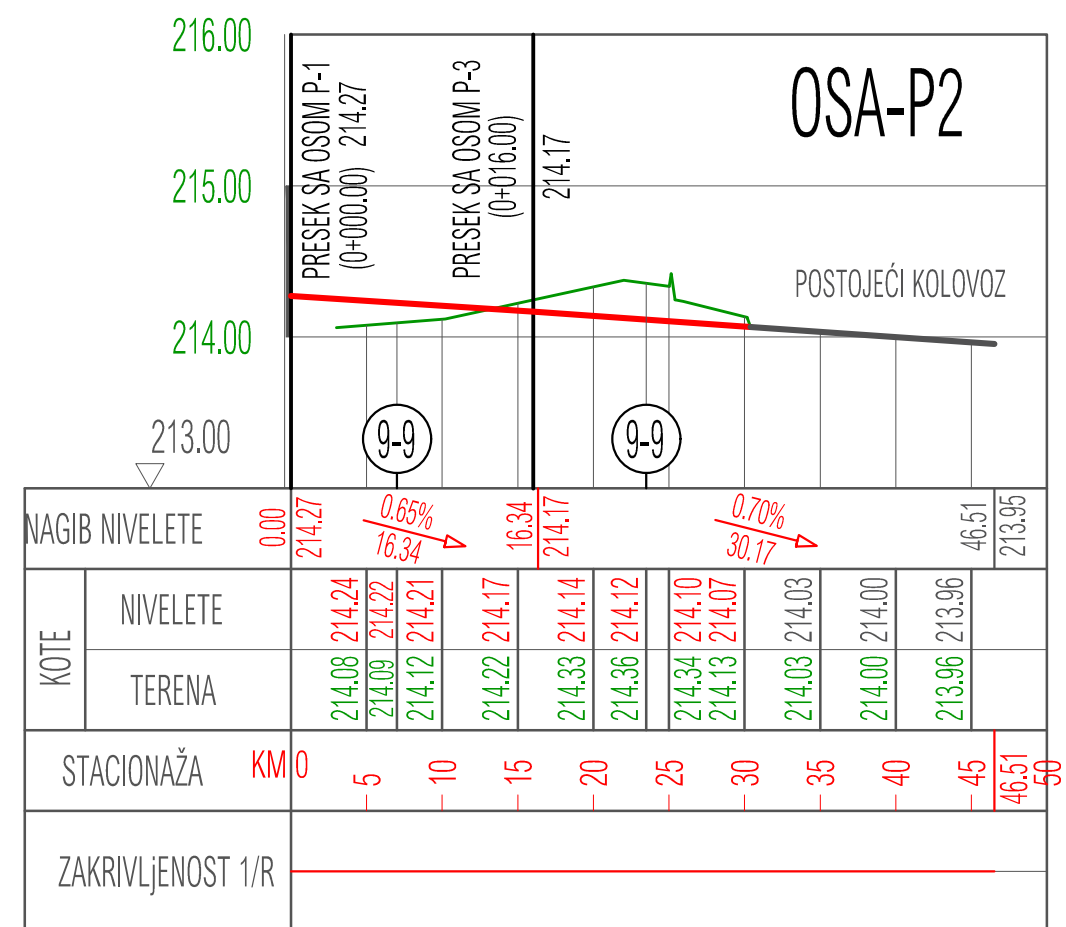 216.00
215.00
214.00
213.00
PRESEK SA OSOM P-1
(0+000.00) 214.27
PRESEK SA OSOM P-3
(0+016.00)
214.17
OSA-P2
POSTOJEĆI KOLOVOZ
9-9
9-9
NAGIB NIVELETE
0.00
214.27
0.65%
16.34
16.34
214.17
0.70%
30.17
46.51
213.95
KOTE
NIVELETE
214.24 214.22 214.21 214.17 214.14 214.12 214.10 214.07 214.03 214.00 213.96
TERENA
214.08 214.09 214.12 214.22 214.33 214.36 214.34 214.13 214.03 214.00 213.96
STACIONAŽA
KM 0 5 10 15 20 25 30 35 40 45 46.51 50
ZAKRIVLjENOST 1/R